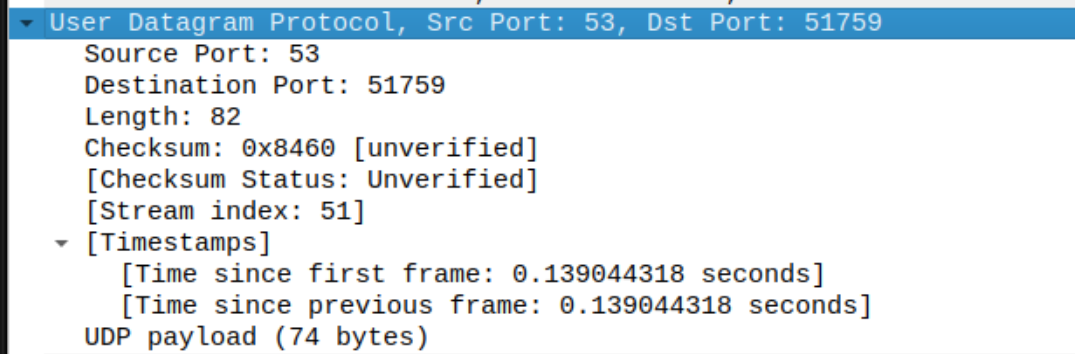 User Datagram Protocol, Src Port: 53, Dst Port: 51759
Source Port: 53
Destination Port: 51759
Length: 82
Checksum: 0x8460 [unverified]
[Checksum Status: Unverified]
[Stream index: 51]
[Timestamps]
[Time since first frame: 0.139044318 seconds]
[Time since previous frame: 0.139044318 seconds]
UDP payload (74 bytes)